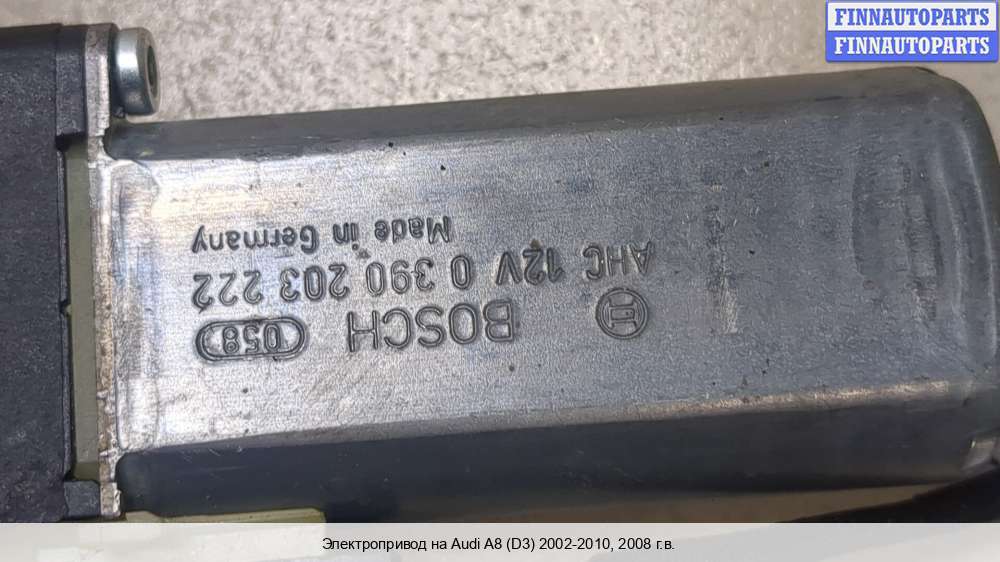 FINNAUTOPARTS
FINNAUTOPARTS
BOSCH D58
AHC 12V 0 390 203 222
Made in Germany
Электропривод на Audi A8 (D3) 2002-2010, 2008 г.в.